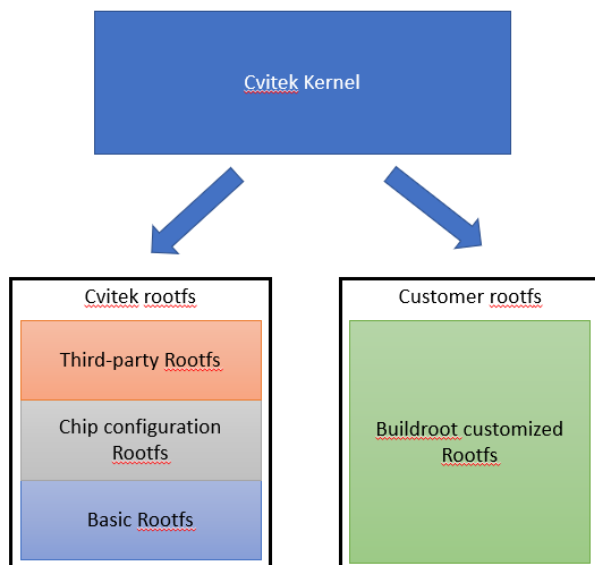 Cvitek Kernel
Cvitek rootfs
Third-party Rootfs
Chip configuration
Rootfs
Basic Rootfs
Customer rootfs
Buildroot customized
Rootfs